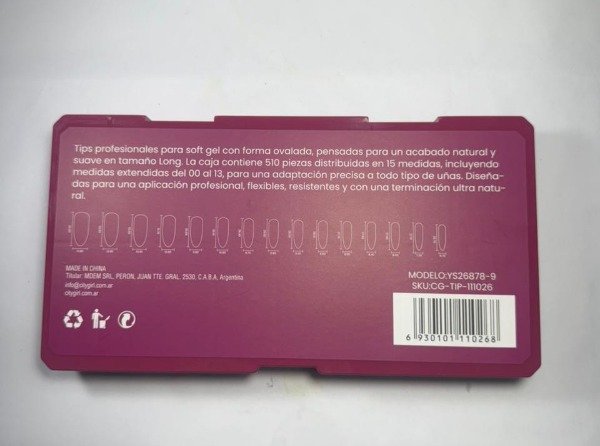 Tips profesionales para soft gel con forma ovalada, pensadas para un acabado natural y
suave en tamaño Long. La caja contiene 510 piezas distribuidas en 15 medidas, incluyendo
medidas extendidas del 00 al 13, para una adaptación precisa a todo tipo de uñas. Diseña-
das para una aplicación profesional, flexibles, resistentes y con una terminación ultra natu-
ral.
MADE IN CHINA
Titular: MDEM SRL, PERON, JUAN TTE. GRAL. 2530, C.A.B.A, Argentina
info@citygirl.com.ar
citygirl.com.ar
MODELO:YS26878-9
SKU:CG-TIP-111026
6 930101 110268